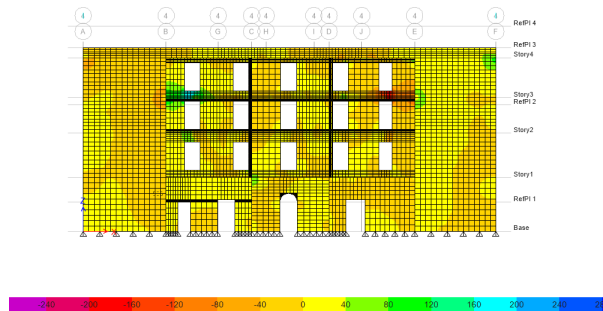 4 4 4 4 4 4 4 4 4 4
A B G C H I D J E F
RefPl 4
RefPl 3
Story4
Story3
RefPl 2
Story2
Story1
Z
RefPl 1
Base
-240 -200 -160 -120 -80 -40 0 40 80 120 160 200 240 28